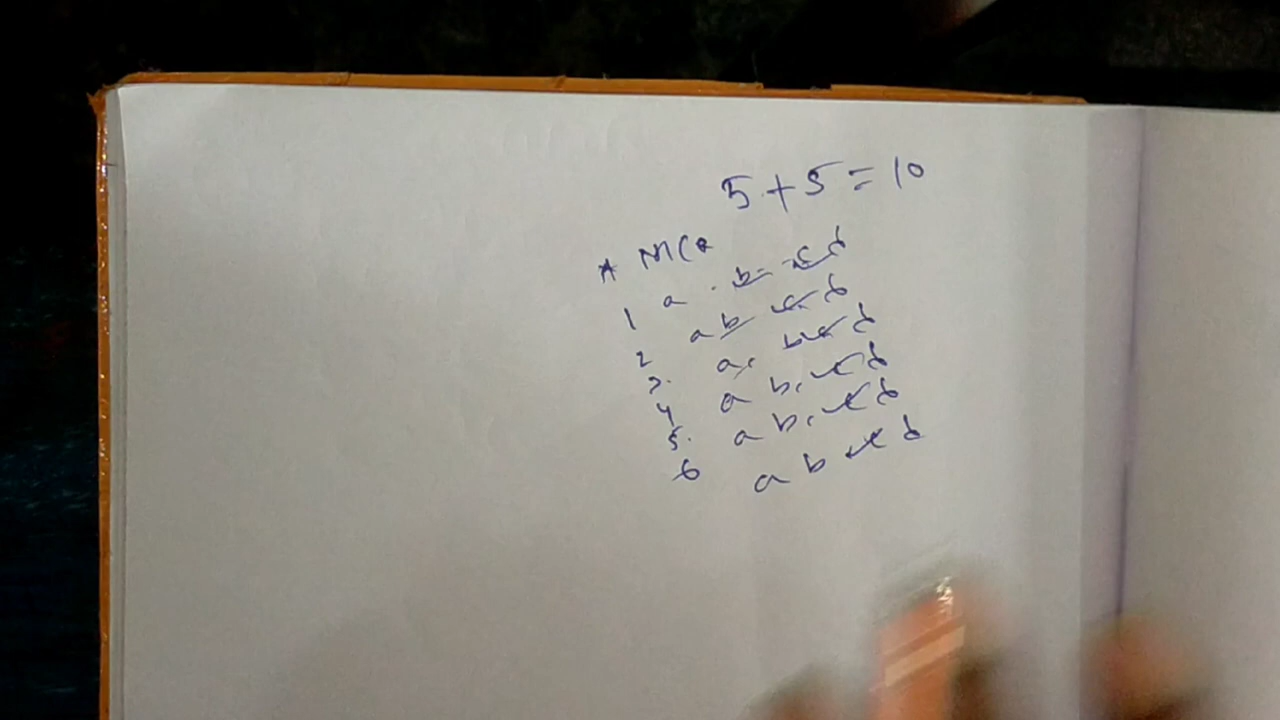 5+5=10
* MCQ
1 a . b c d
2 a b c d
3. a, b c d
4 a b, c d
5. a b, c d
6 a b c d